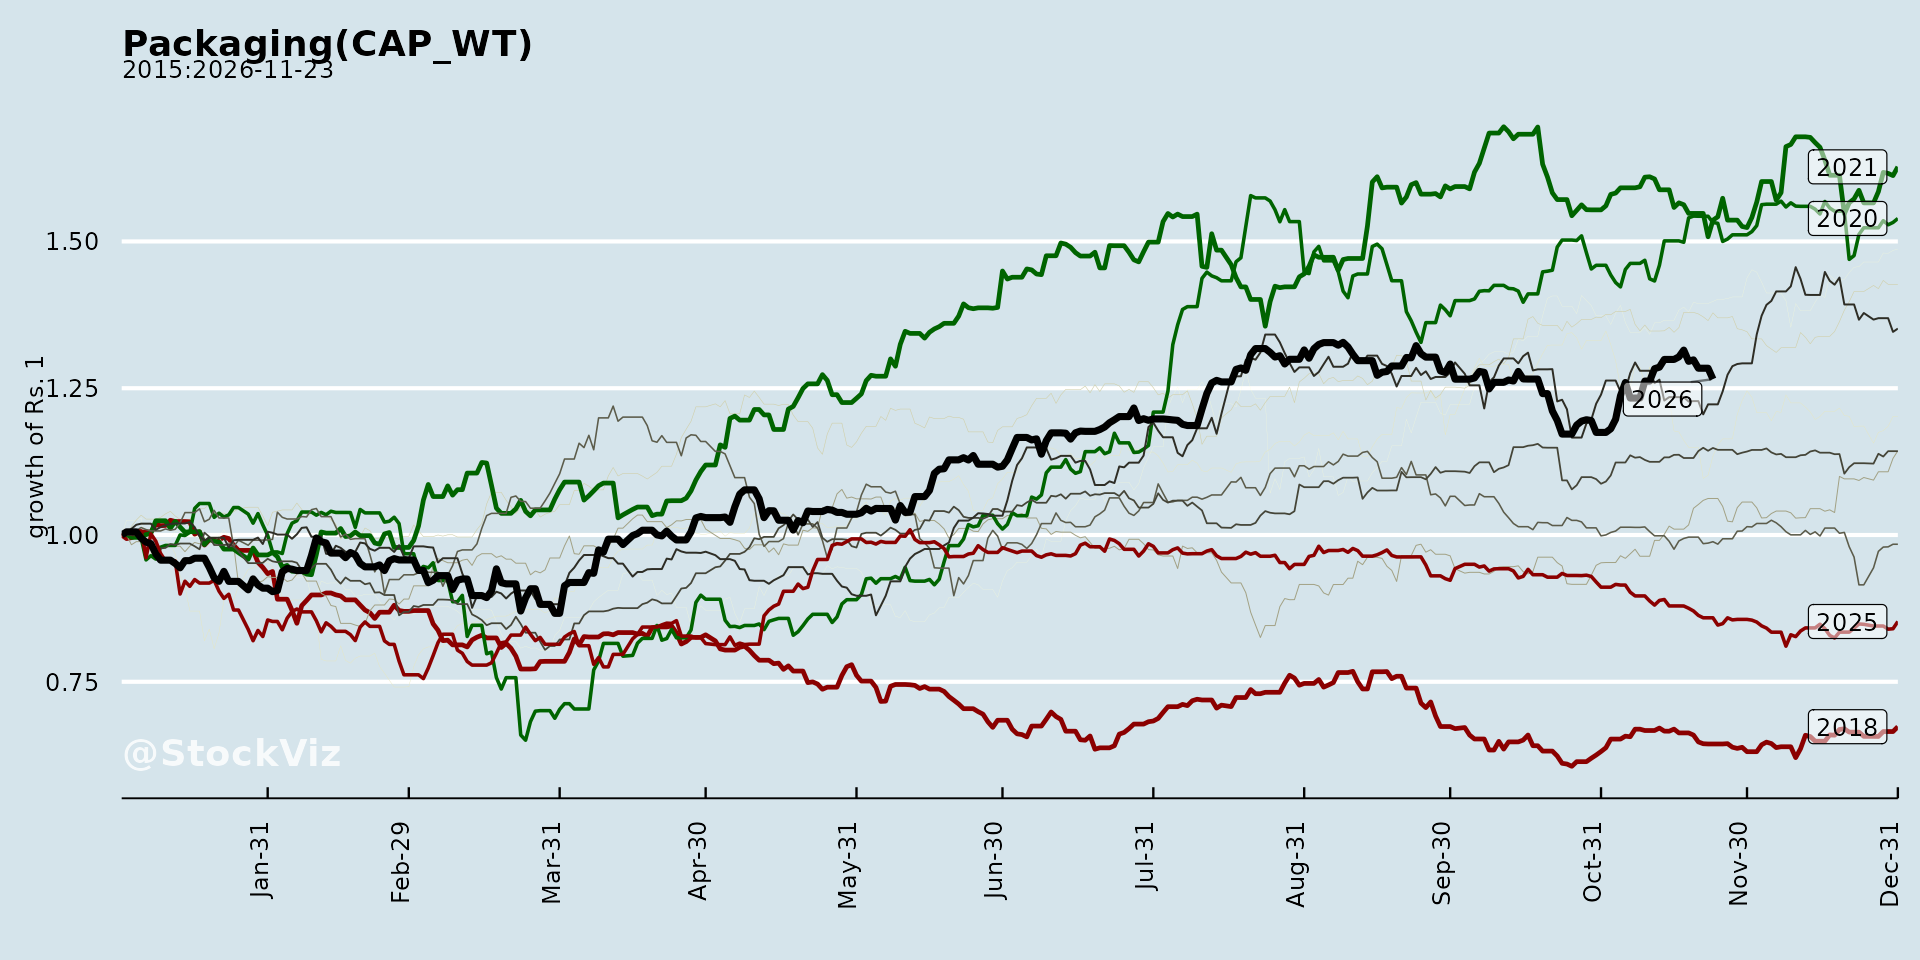 Packaging(CAP_WT)
2015:2026-11-23
growth of Rs. 1
1.50
1.25
1.00
0.75
2021
2020
2026
2025
2018
@StockViz
Jan-31
Feb-29
Mar-31
Apr-30
May-31
Jun-30
Jul-31
Aug-31
Sep-30
Oct-31
Nov-30
Dec-31